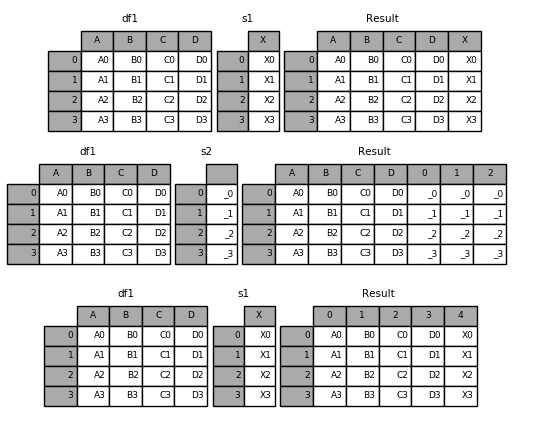 df1 s1 Result
A B C D X A B C D X
0 A0 B0 C0 D0 0 X0 0 A0 B0 C0 D0 X0
1 A1 B1 C1 D1 1 X1 1 A1 B1 C1 D1 X1
2 A2 B2 C2 D2 2 X2 2 A2 B2 C2 D2 X2
3 A3 B3 C3 D3 3 X3 3 A3 B3 C3 D3 X3
df1 s2 Result
A B C D A B C D 0 1 2
0 A0 B0 C0 D0 0 _0 0 A0 B0 C0 D0 _0 _0 _0
1 A1 B1 C1 D1 1 _1 1 A1 B1 C1 D1 _1 _1 _1
2 A2 B2 C2 D2 2 _2 2 A2 B2 C2 D2 _2 _2 _2
3 A3 B3 C3 D3 3 _3 3 A3 B3 C3 D3 _3 _3 _3
df1 s1 Result
A B C D X 0 1 2 3 4
0 A0 B0 C0 D0 0 X0 0 A0 B0 C0 D0 X0
1 A1 B1 C1 D1 1 X1 1 A1 B1 C1 D1 X1
2 A2 B2 C2 D2 2 X2 2 A2 B2 C2 D2 X2
3 A3 B3 C3 D3 3 X3 3 A3 B3 C3 D3 X3